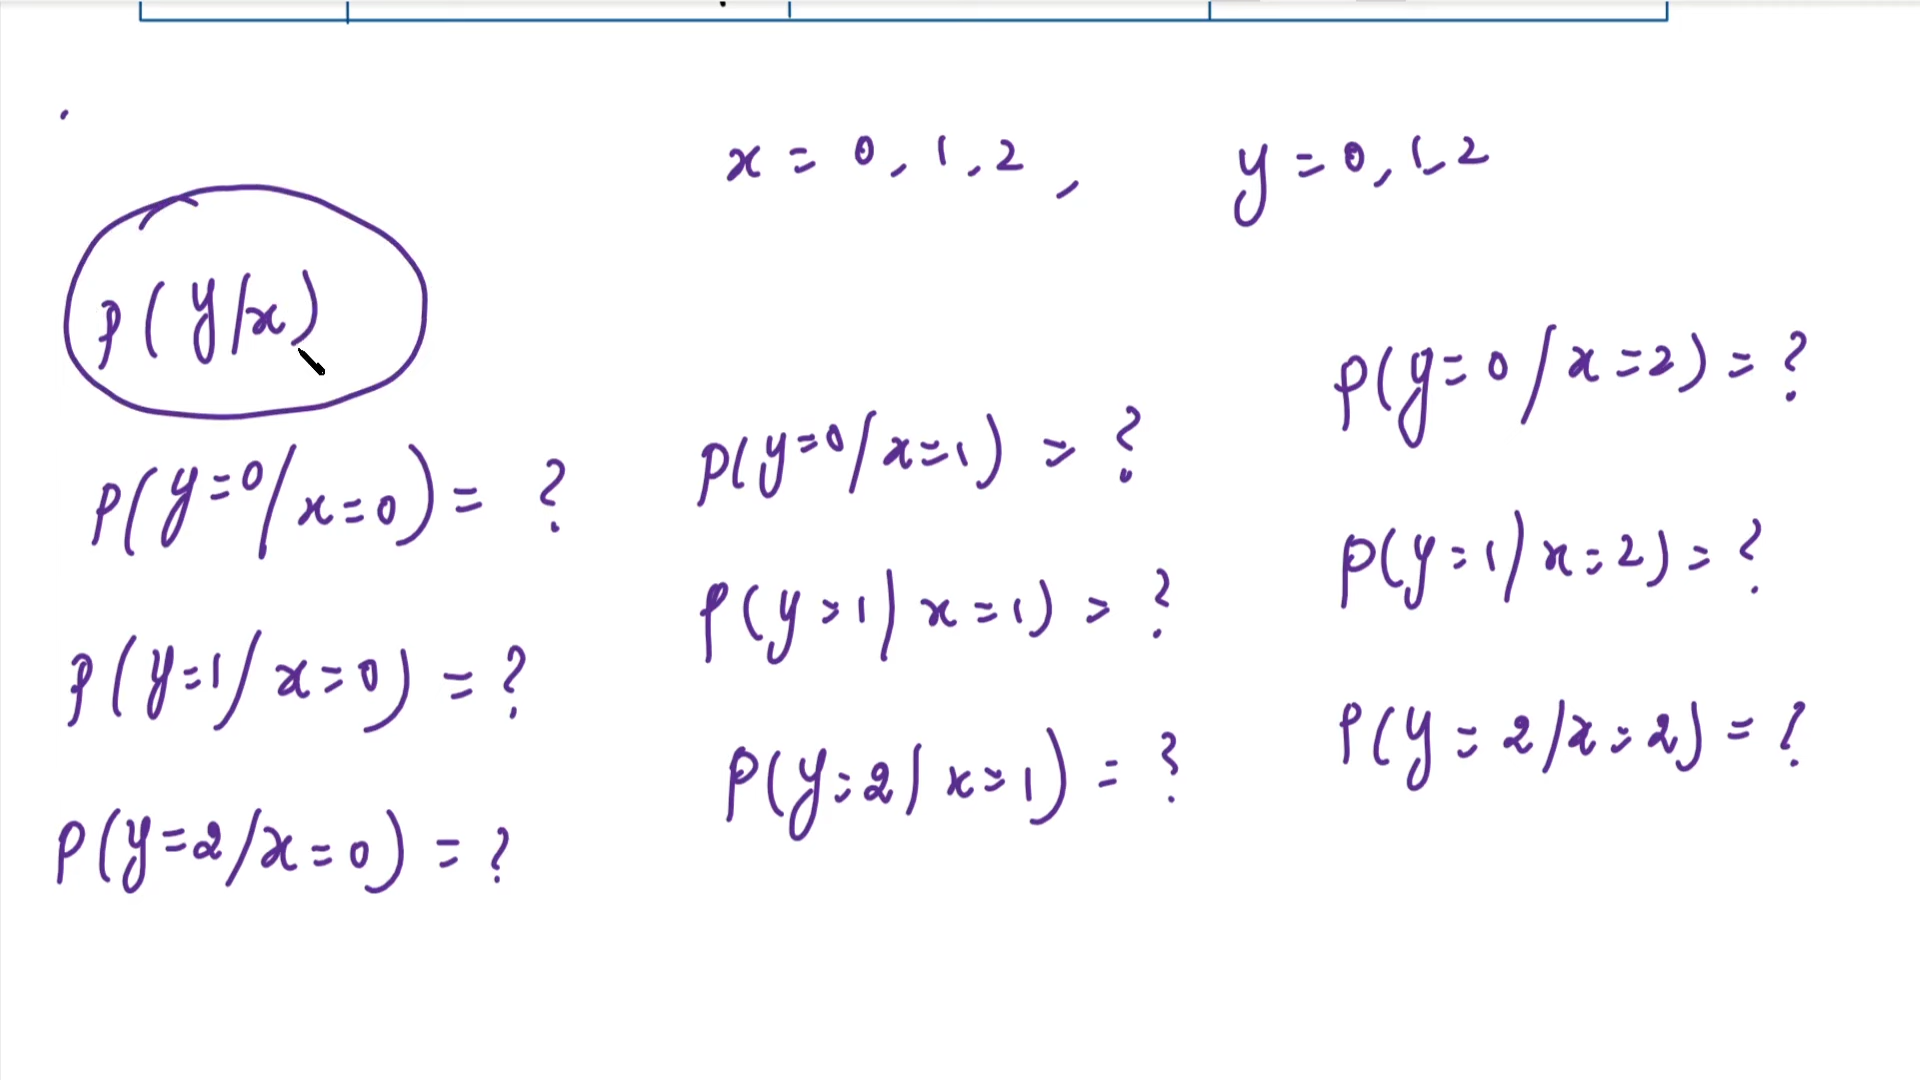 x = 0, 1, 2, y = 0, 1, 2
P(y/x)
P(y=0/x=0) = ?
P(y=1/x=0) = ?
P(y=2/x=0) = ?
P(y=0/x=1) = ?
P(y=1/x=1) = ?
P(y=2/x=1) = ?
P(y=0/x=2) = ?
P(y=1/x=2) = ?
P(y=2/x=2) = ?